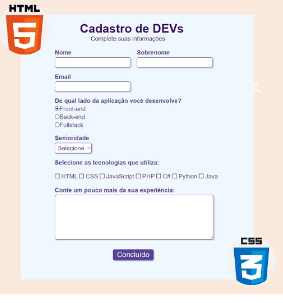 HTML
5
Cadastro de DEVs
Complete suas informações
Nome Sobrenome
Email
De qual lado da aplicação você desenvolve?
Front-end
Back-end
Fullstack
Senioridade
Selecione
Selecione as tecnologias que utiliza:
HTML CSS JavaScript PHP C# Python Java
Conte um pouco mais da sua experiência:
Concluído
CSS
3